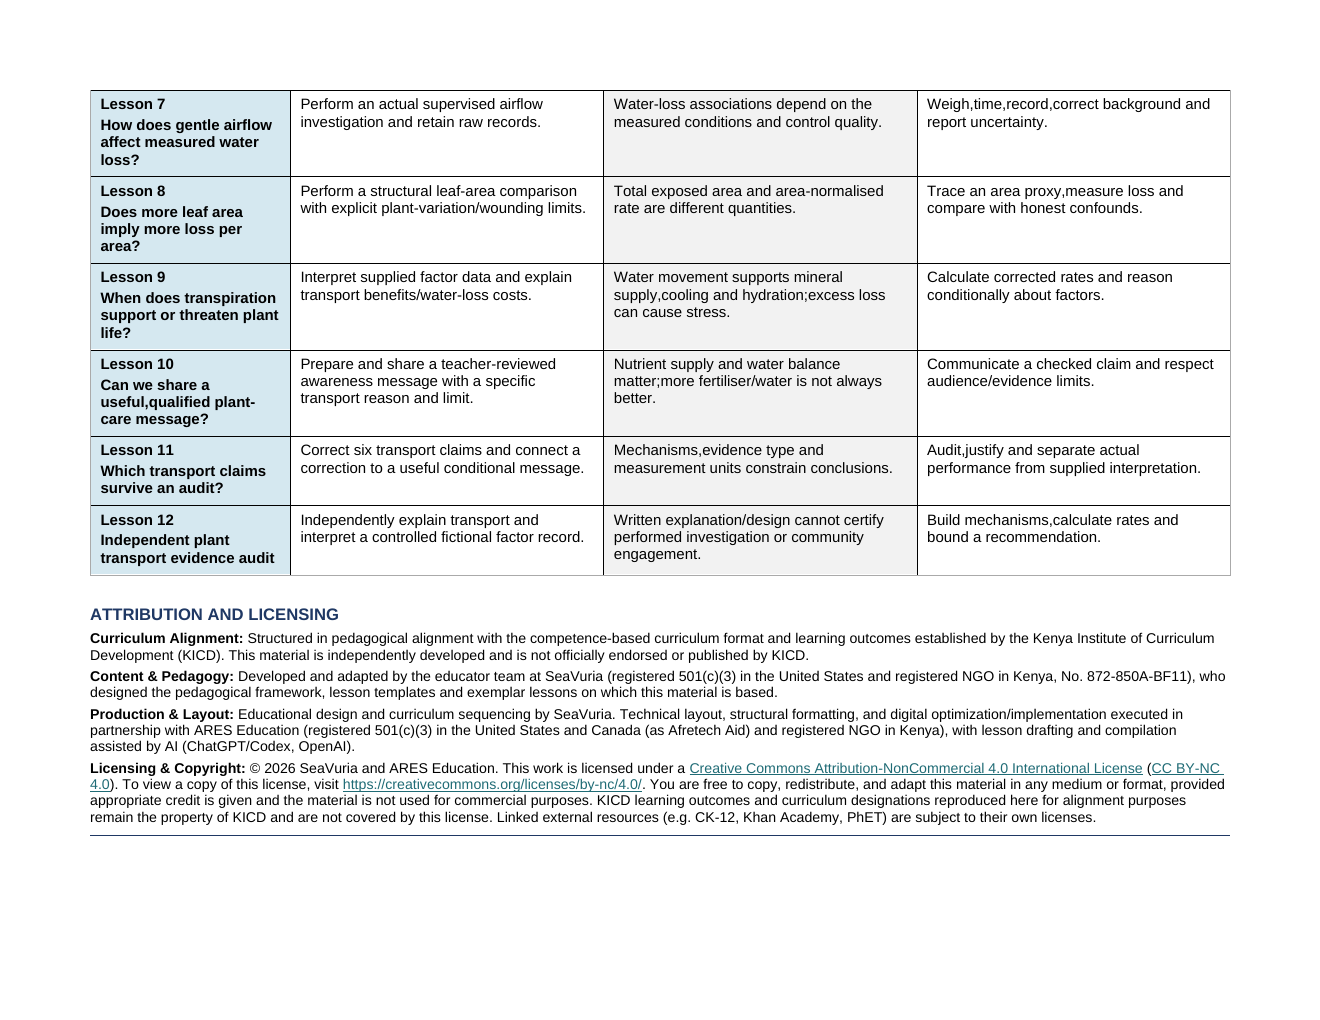 Lesson 7
How does gentle airflow
affect measured water
loss?
Perform an actual supervised airflow
investigation and retain raw records.
Water-loss associations depend on the
measured conditions and control quality.
Weigh,time,record,correct background and
report uncertainty.
Lesson 8
Does more leaf area
imply more loss per
area?
Perform a structural leaf-area comparison
with explicit plant-variation/wounding limits.
Total exposed area and area-normalised
rate are different quantities.
Trace an area proxy,measure loss and
compare with honest confounds.
Lesson 9
When does transpiration
support or threaten plant
life?
Interpret supplied factor data and explain
transport benefits/water-loss costs.
Water movement supports mineral
supply,cooling and hydration;excess loss
can cause stress.
Calculate corrected rates and reason
conditionally about factors.
Lesson 10
Can we share a
useful,qualified plant-
care message?
Prepare and share a teacher-reviewed
awareness message with a specific
transport reason and limit.
Nutrient supply and water balance
matter;more fertiliser/water is not always
better.
Communicate a checked claim and respect
audience/evidence limits.
Lesson 11
Which transport claims
survive an audit?
Correct six transport claims and connect a
correction to a useful conditional message.
Mechanisms,evidence type and
measurement units constrain conclusions.
Audit,justify and separate actual
performance from supplied interpretation.
Lesson 12
Independent plant
transport evidence audit
Independently explain transport and
interpret a controlled fictional factor record.
Written explanation/design cannot certify
performed investigation or community
engagement.
Build mechanisms,calculate rates and
bound a recommendation.
ATTRIBUTION AND LICENSING
Curriculum Alignment: Structured in pedagogical alignment with the competence-based curriculum format and learning outcomes established by the Kenya Institute of Curriculum
Development (KICD). This material is independently developed and is not officially endorsed or published by KICD.
Content & Pedagogy: Developed and adapted by the educator team at SeaVuria (registered 501(c)(3) in the United States and registered NGO in Kenya, No. 872-850A-BF11), who
designed the pedagogical framework, lesson templates and exemplar lessons on which this material is based.
Production & Layout: Educational design and curriculum sequencing by SeaVuria. Technical layout, structural formatting, and digital optimization/implementation executed in
partnership with ARES Education (registered 501(c)(3) in the United States and Canada (as Afretech Aid) and registered NGO in Kenya), with lesson drafting and compilation
assisted by AI (ChatGPT/Codex, OpenAI).
Licensing & Copyright: © 2026 SeaVuria and ARES Education. This work is licensed under a Creative Commons Attribution-NonCommercial 4.0 International License (CC BY-NC
4.0). To view a copy of this license, visit https://creativecommons.org/licenses/by-nc/4.0/. You are free to copy, redistribute, and adapt this material in any medium or format, provided
appropriate credit is given and the material is not used for commercial purposes. KICD learning outcomes and curriculum designations reproduced here for alignment purposes
remain the property of KICD and are not covered by this license. Linked external resources (e.g. CK-12, Khan Academy, PhET) are subject to their own licenses.